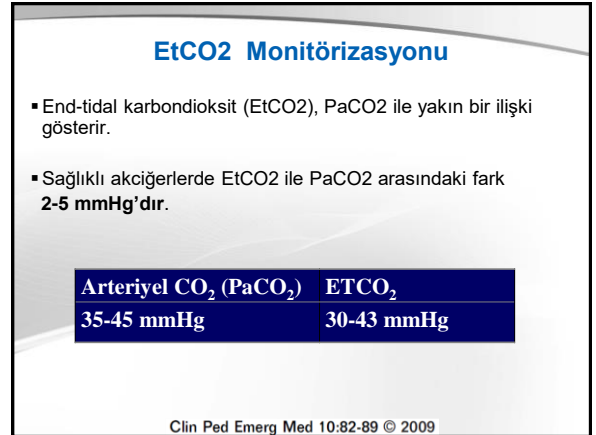 EtCO2 Monitörizasyonu
▪ End-tidal karbondioksit (EtCO2), PaCO2 ile yakın bir ilişki
gösterir.
▪ Sağlıklı akciğerlerde EtCO2 ile PaCO2 arasındaki fark
2-5 mmHg’dır.
Arteriyel CO₂ (PaCO₂) ETCO₂
35-45 mmHg 30-43 mmHg
Clin Ped Emerg Med 10:82-89 © 2009